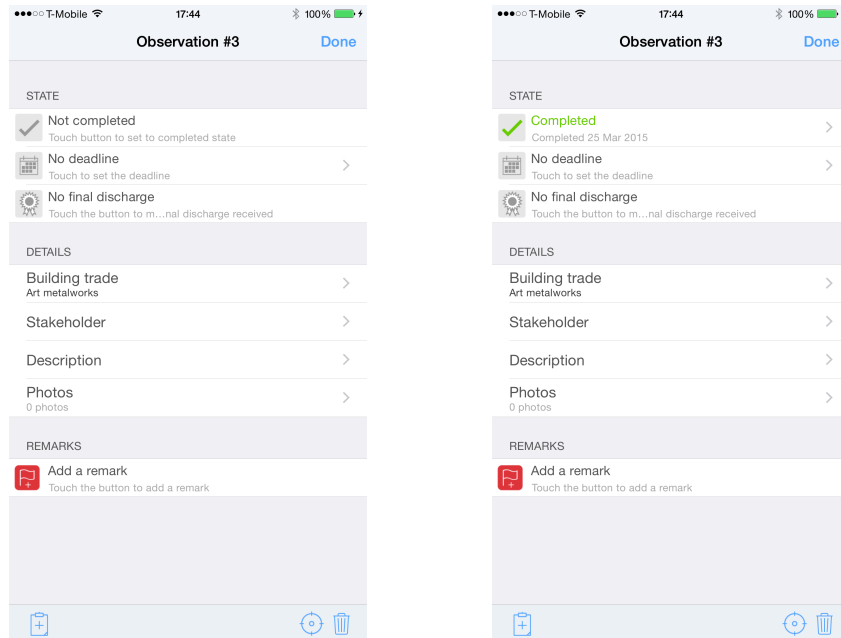 T-Mobile 17:44 100%
Observation #3 Done
STATE
Not completed
Touch button to set to completed state
No deadline
Touch to set the deadline
No final discharge
Touch the button to m...nal discharge received
DETAILS
Building trade
Art metalworks
Stakeholder
Description
Photos
0 photos
REMARKS
Add a remark
Touch the button to add a remark
T-Mobile 17:44 100%
Observation #3 Done
STATE
Completed
Completed 25 Mar 2015
No deadline
Touch to set the deadline
No final discharge
Touch the button to m...nal discharge received
DETAILS
Building trade
Art metalworks
Stakeholder
Description
Photos
0 photos
REMARKS
Add a remark
Touch the button to add a remark